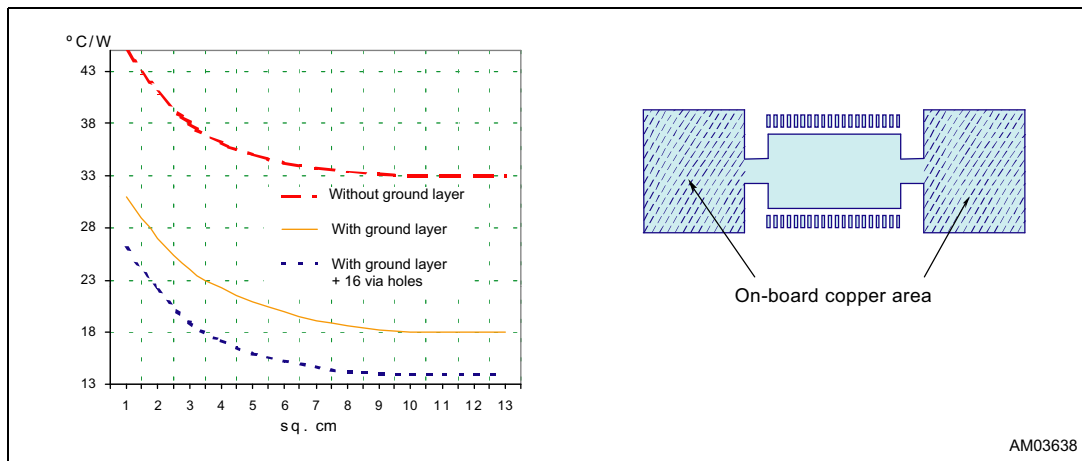 ºC/W
43
38
33
28
23
18
13
1 2 3 4 5 6 7 8 9 10 11 12 13
sq. cm
Without ground layer
With ground layer
With ground layer
+ 16 via holes
On-board copper area
AM03638